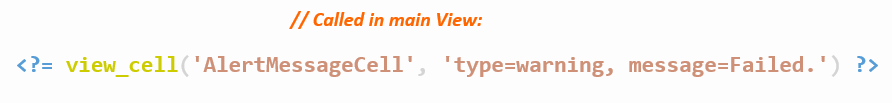 // Called in main View:
<?= view_cell('AlertMessageCell', 'type=warning, message=Failed.') ?>